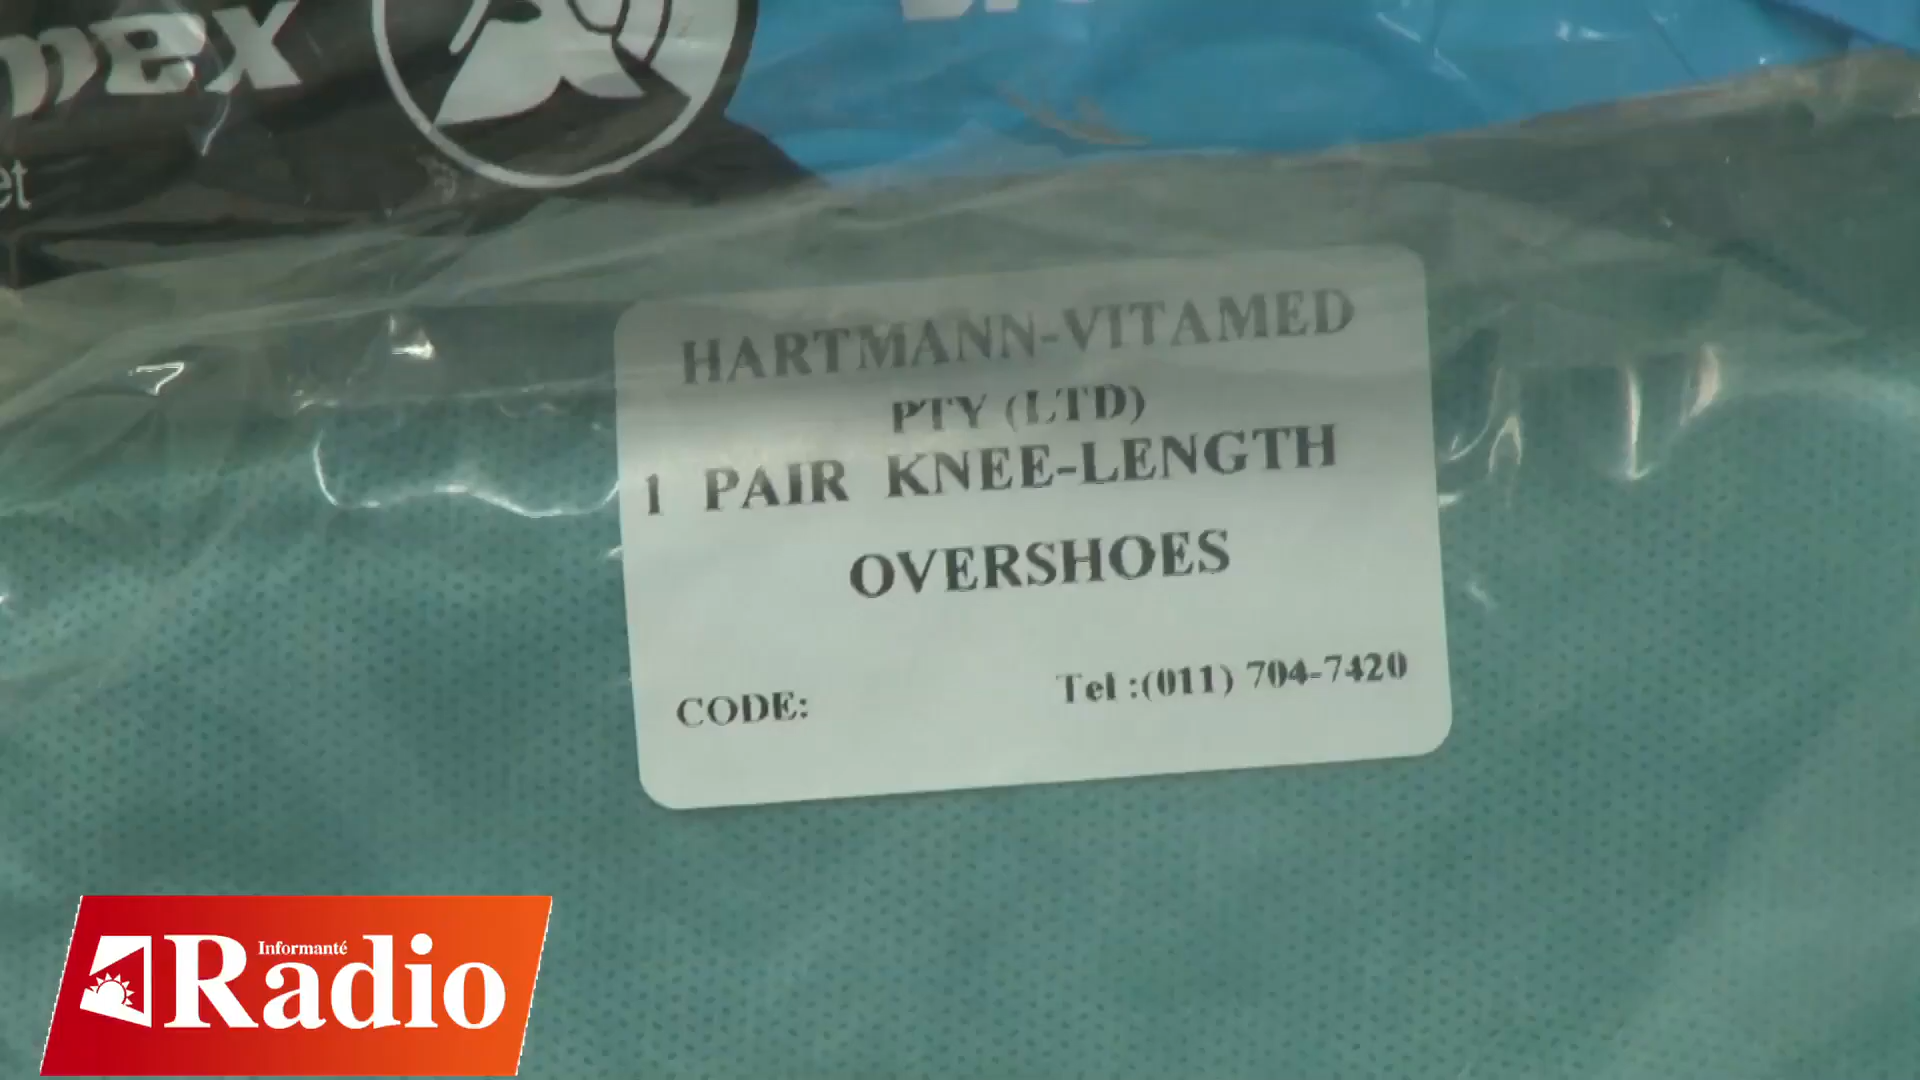 HARTMANN-VITAMED
PTY (LTD)
1 PAIR KNEE-LENGTH
OVERSHOES
CODE: Tel :(011) 704-7420
Informanté
Radio